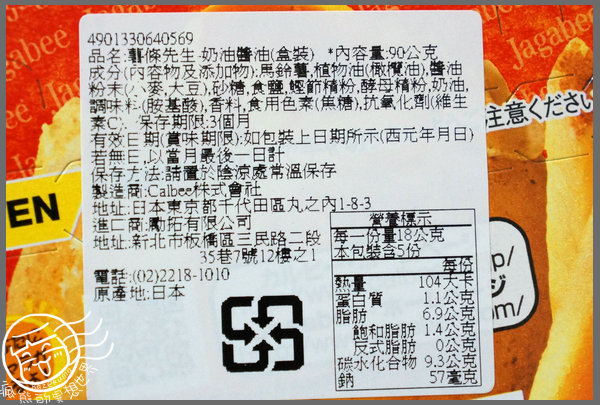 4901330640569
品名:薯條先生-奶油醬油(盒裝) *內容量:90公克
成分(內容物及添加物):馬鈴薯,植物油(橄欖油),醬油
粉末(小麥,大豆),砂糖,食鹽,鰹節精粉,酵母精粉,奶油,
調味料(胺基酸),香料,食用色素(焦糖),抗氧化劑(維生
素C). 保存期限:3個月
有效日期(賞味期限):如包裝上日期所示(西元年月日)
若無日,以當月最後一日計
保存方法:請置於陰涼處常溫保存
製造商:Calbee株式會社
地址:日本東京都千代田區丸之內1-8-3
進口商:勵拓有限公司
地址:新北市板橋區三民路二段
35巷7號12樓之1
電話:(02)2218-1010
原產地:日本
營養標示
每一份量18公克
本包裝含5份
每份
熱量 104大卡
蛋白質 1.1公克
脂肪 6.9公克
飽和脂肪 1.4公克
反式脂肪 0公克
碳水化合物 9.3公克
鈉 57毫克
Jagabee
Jagabee
注意ください
EN
p/
ジ
om/